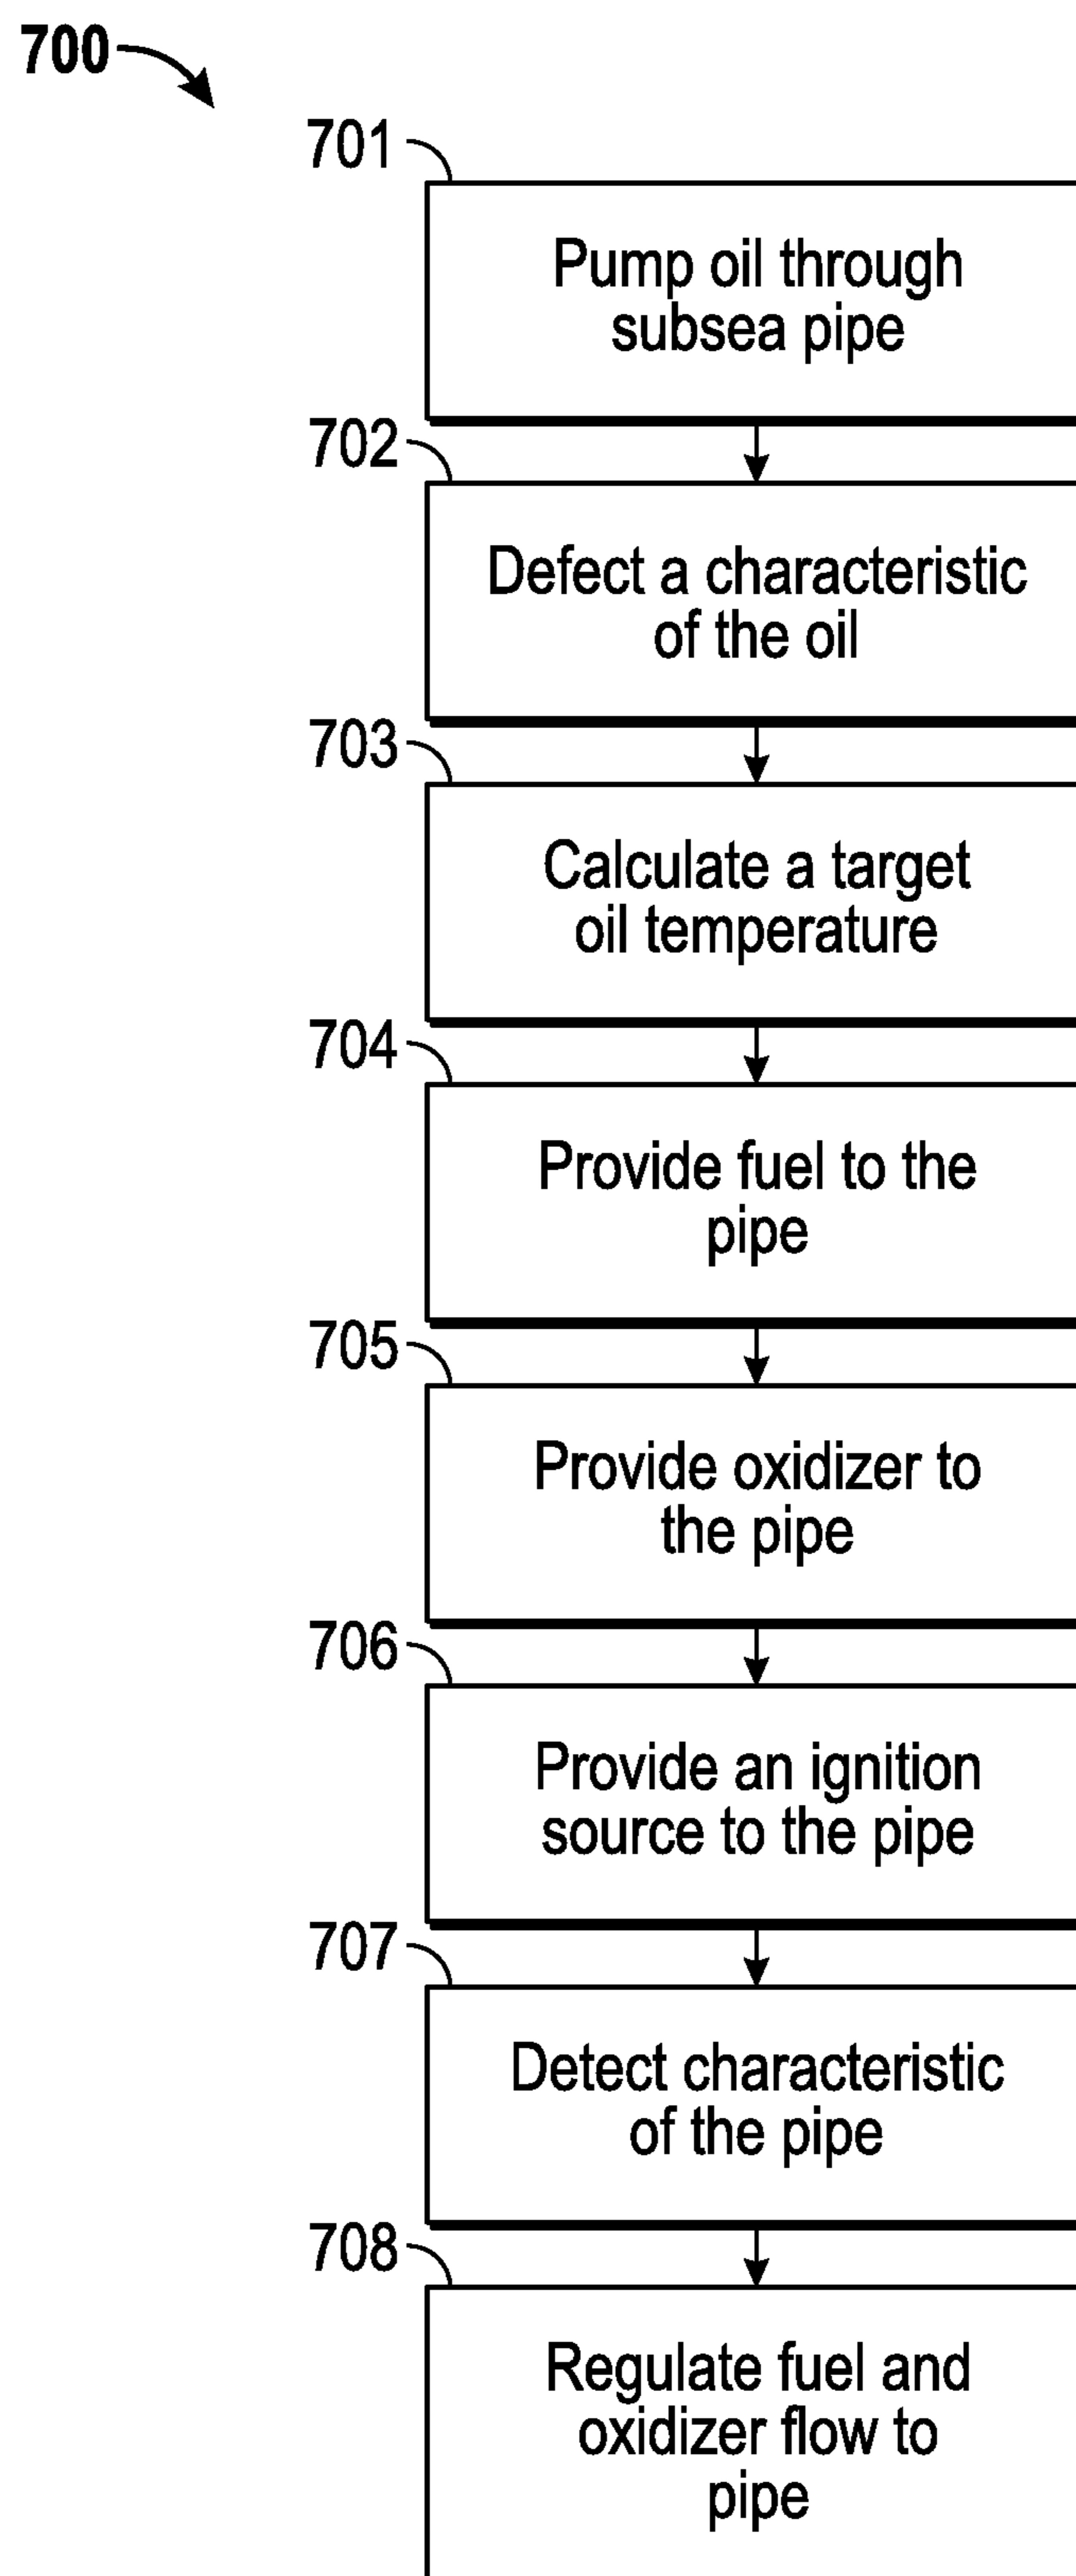 700
701
Pump oil through
subsea pipe
702
Defect a characteristic
of the oil
703
Calculate a target
oil temperature
704
Provide fuel to the
pipe
705
Provide oxidizer to
the pipe
706
Provide an ignition
source to the pipe
707
Detect characteristic
of the pipe
708
Regulate fuel and
oxidizer flow to
pipe